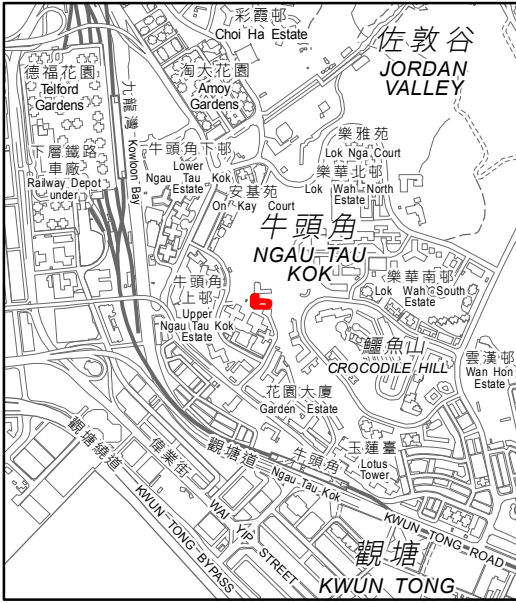 彩霞邨
Choi Ha Estate
佐敦谷
JORDAN
VALLEY
德福花園
Telford
Gardens
淘大花園
Amoy
Gardens
九龍灣
Kowloon Bay
下層鐵路
車廠
Railway Depot
under
牛頭角下邨
Lower
Ngau Tau Kok
Estate
安基苑
On Kay Court
樂雅苑
Lok Nga Court
樂華北邨
Lok Wah North
Estate
牛頭角
NGAU TAU
KOK
牛頭角
上邨
Upper
Ngau Tau Kok
Estate
樂華南邨
Lok Wah South
Estate
鱷魚山
CROCODILE HILL
雲漢邨
Wan Hon
Estate
花園大廈
Garden Estate
玉蓮臺
Lotus
Tower
觀塘繞道
KWUN TONG BYPASS
偉業街
WAI YIP STREET
觀塘道
KWUN TONG ROAD
牛頭角
Ngau Tau Kok
觀塘
KWUN TONG